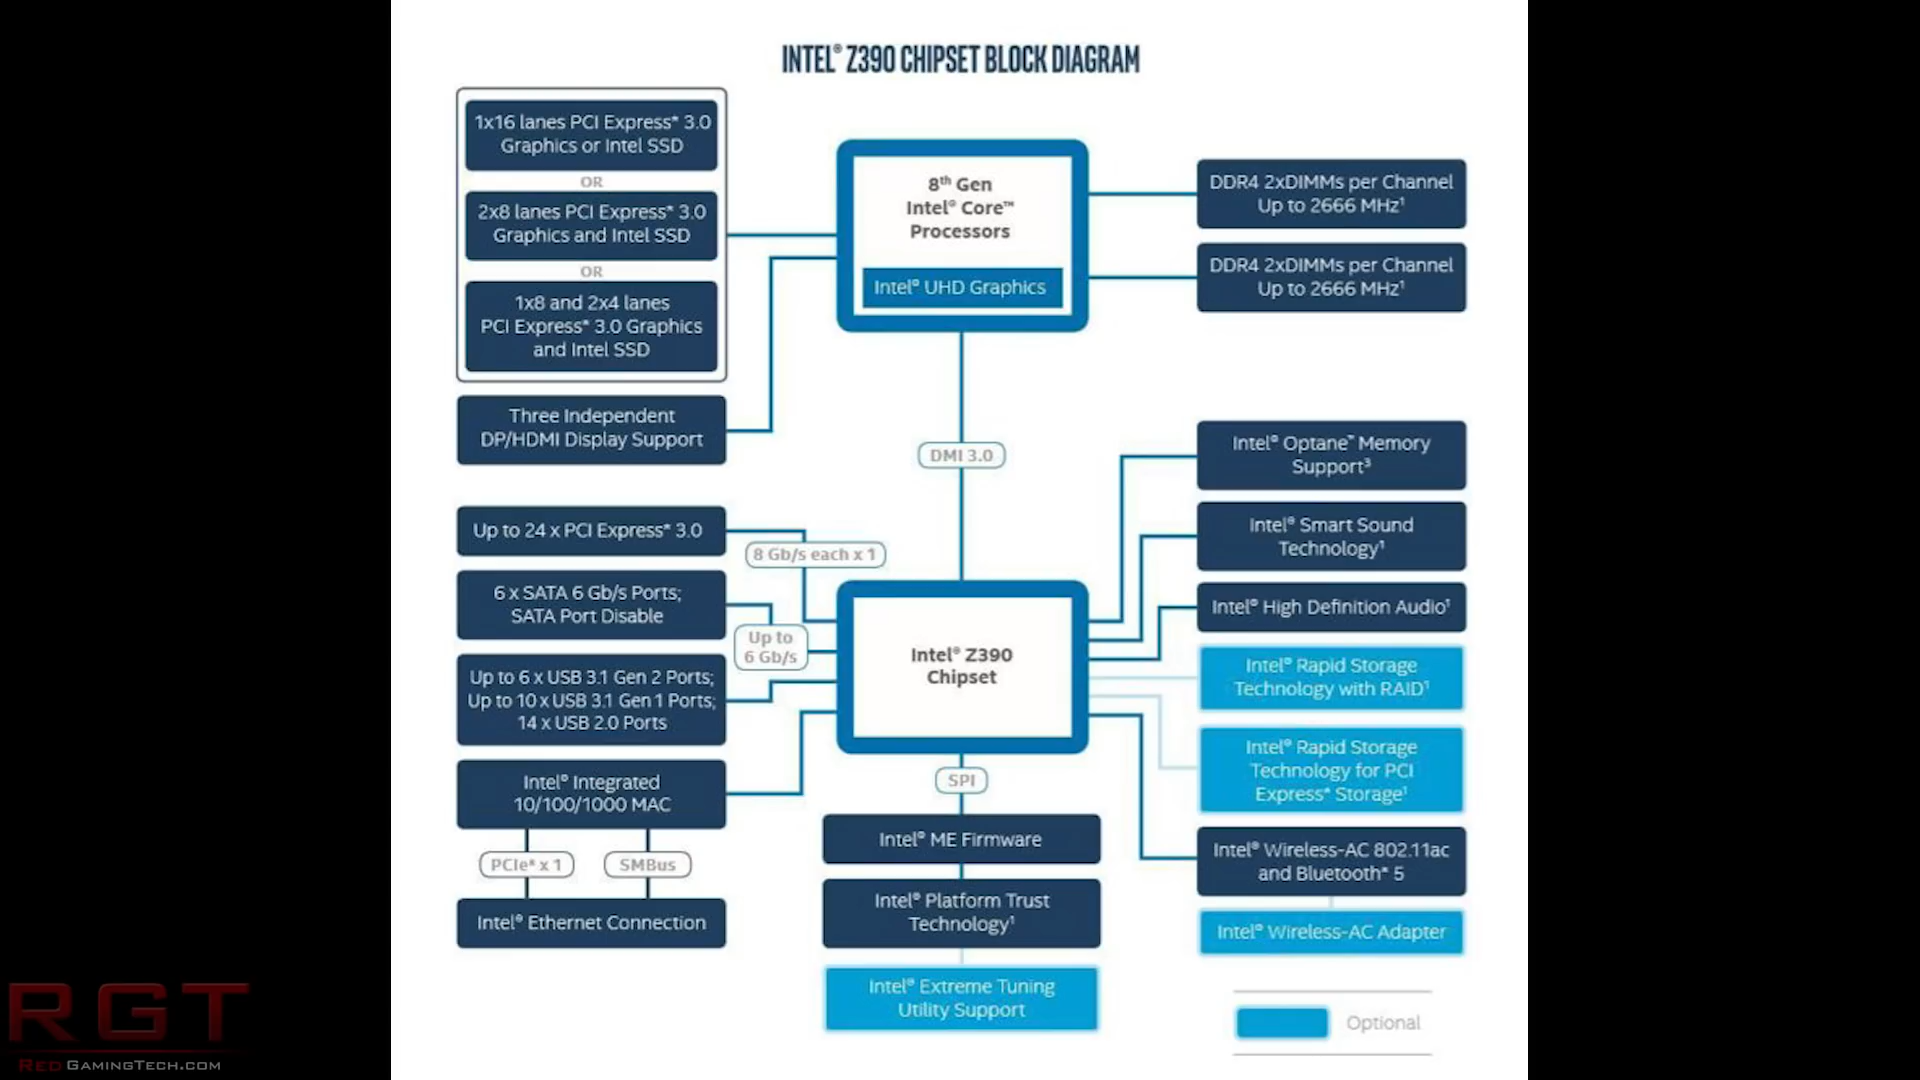 INTEL® Z390 CHIPSET BLOCK DIAGRAM
1x16 lanes PCI Express* 3.0
Graphics or Intel SSD
OR
2x8 lanes PCI Express* 3.0
Graphics and Intel SSD
OR
1x8 and 2x4 lanes
PCI Express* 3.0 Graphics
and Intel SSD
Three Independent
DP/HDMI Display Support
8th Gen
Intel® Core™
Processors
Intel® UHD Graphics
DDR4 2xDIMMs per Channel
Up to 2666 MHz¹
DDR4 2xDIMMs per Channel
Up to 2666 MHz¹
DMI 3.0
Up to 24 x PCI Express* 3.0
8 Gb/s each x 1
6 x SATA 6 Gb/s Ports;
SATA Port Disable
Up to
6 Gb/s
Up to 6 x USB 3.1 Gen 2 Ports;
Up to 10 x USB 3.1 Gen 1 Ports;
14 x USB 2.0 Ports
Intel® Integrated
10/100/1000 MAC
PCIe* x 1
SMBus
Intel® Ethernet Connection
Intel® Z390
Chipset
SPI
Intel® ME Firmware
Intel® Platform Trust
Technology¹
Intel® Extreme Tuning
Utility Support
Intel® Optane™ Memory
Support³
Intel® Smart Sound
Technology¹
Intel® High Definition Audio¹
Intel® Rapid Storage
Technology with RAID¹
Intel® Rapid Storage
Technology for PCI
Express* Storage¹
Intel® Wireless-AC 802.11ac
and Bluetooth* 5
Intel® Wireless-AC Adapter
Optional
RGT
REDGAMINGTECH.COM